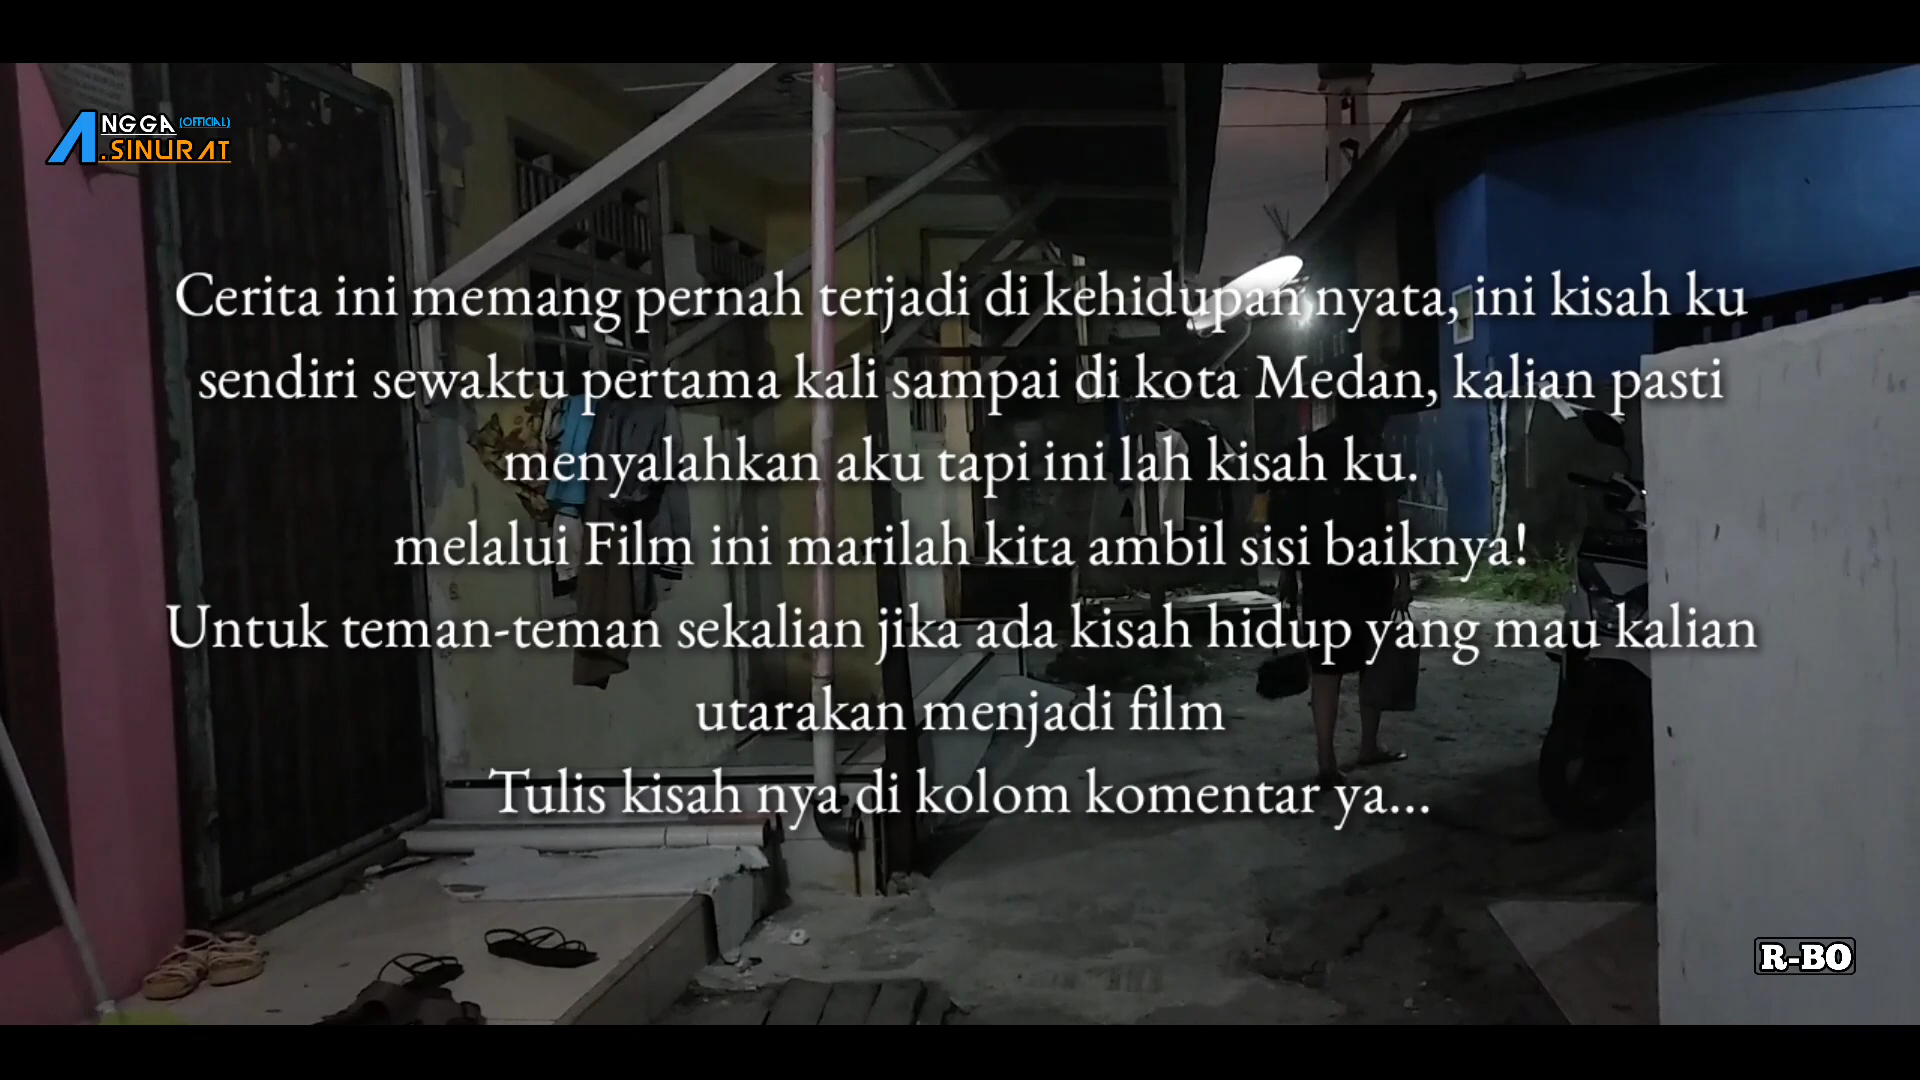 ANGGA (OFFICIAL)
.SINURAT
Cerita ini memang pernah terjadi di kehidupan nyata, ini kisah ku
sendiri sewaktu pertama kali sampai di kota Medan, kalian pasti
menyalahkan aku tapi ini lah kisah ku.
melalui Film ini marilah kita ambil sisi baiknya!
Untuk teman-teman sekalian jika ada kisah hidup yang mau kalian
utarakan menjadi film
Tulis kisah nya di kolom komentar ya...
R-BO